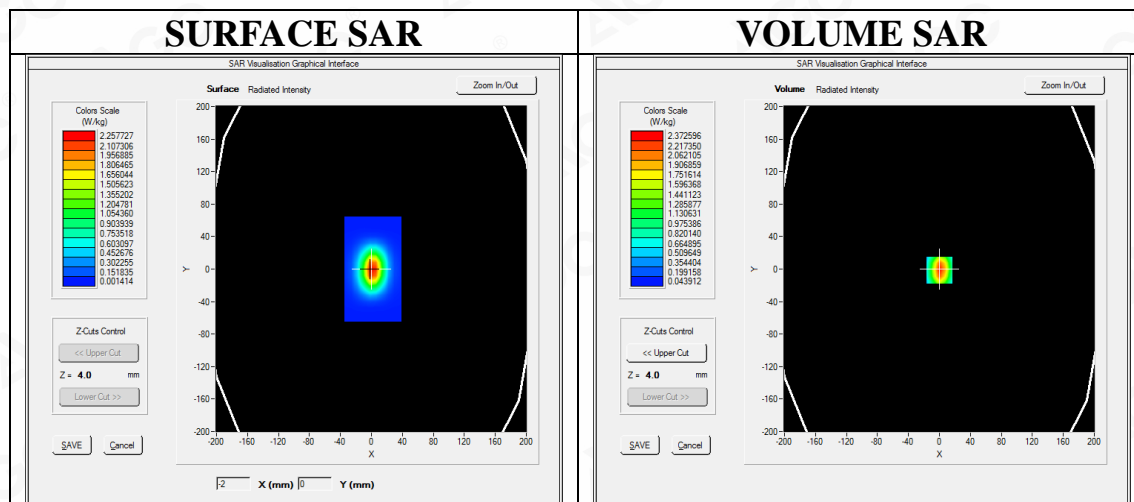 SURFACE SAR
SAR Visualisation Graphical Interface
Surface Radiated Intensity
Zoom In/Out
Colors Scale
(W/kg)
2.257727
2.107306
1.956885
1.806465
1.656044
1.505623
1.355202
1.204781
1.054360
0.903939
0.753518
0.603097
0.452676
0.302255
0.151835
0.001414
Z-Cuts Control
<< Upper Cut
Z = 4.0 mm
Lower Cut >>
SAVE Cancel
200
160
120
80
40
0
-40
-80
-120
-160
-200
Y
-200 -160 -120 -80 -40 0 40 80 120 160 200
X
-2 X (mm) 0 Y (mm)
VOLUME SAR
SAR Visualisation Graphical Interface
Volume Radiated Intensity
Zoom In/Out
Colors Scale
(W/kg)
2.372596
2.217350
2.062105
1.906859
1.751614
1.596368
1.441123
1.285877
1.130631
0.975386
0.820140
0.664895
0.509649
0.354404
0.199158
0.043912
Z-Cuts Control
<< Upper Cut
Z = 4.0 mm
Lower Cut >>
SAVE Cancel
200
160
120
80
40
0
-40
-80
-120
-160
-200
Y
-200 -160 -120 -80 -40 0 40 80 120 160 200
X